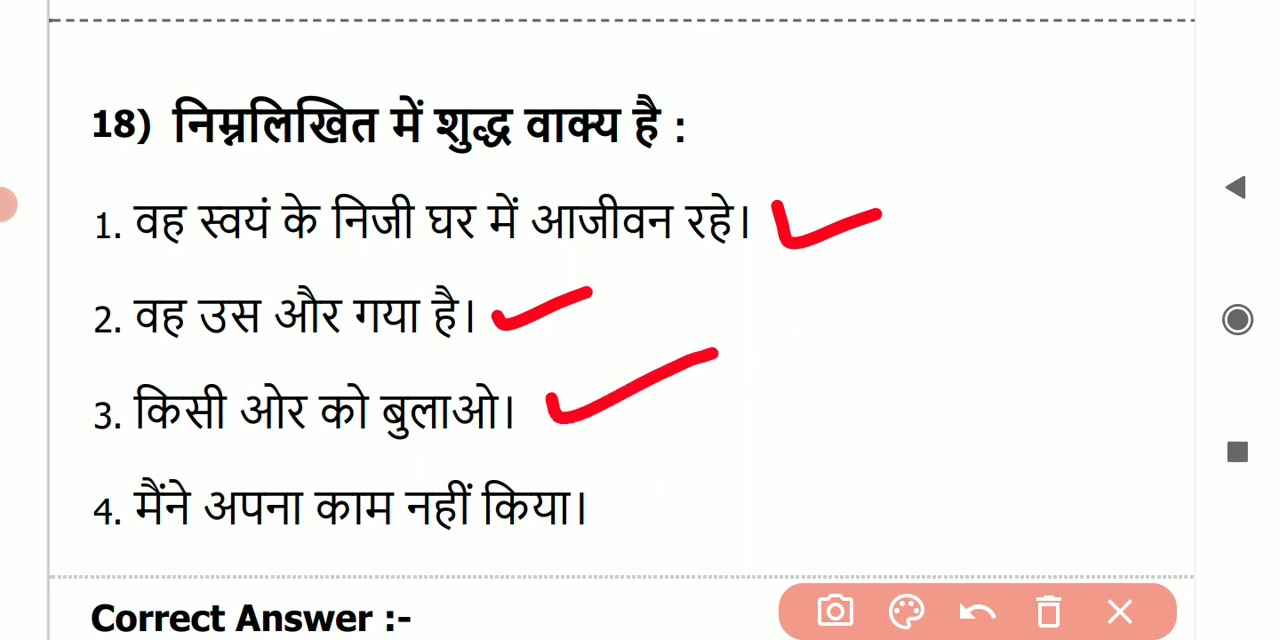 18) निम्नलिखित में शुद्ध वाक्य है :
1. वह स्वयं के निजी घर में आजीवन रहे।
2. वह उस और गया है।
3. किसी ओर को बुलाओ।
4. मैंने अपना काम नहीं किया।
Correct Answer :-